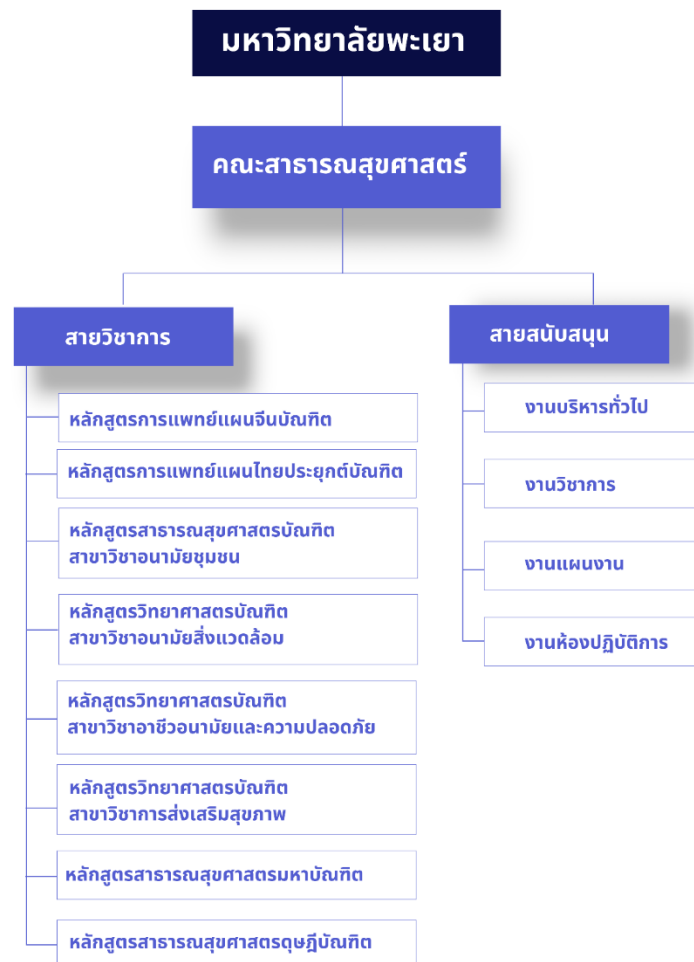 มหาวิทยาลัยพะเยา
คณะสาธารณสุขศาสตร์
สายวิชาการ
หลักสูตรการแพทย์แผนจีนบัณฑิต
หลักสูตรการแพทย์แผนไทยประยุกต์บัณฑิต
หลักสูตรสาธารณสุขศาสตรบัณฑิต
สาขาวิชาอนามัยชุมชน
หลักสูตรวิทยาศาสตรบัณฑิต
สาขาวิชาอนามัยสิ่งแวดล้อม
หลักสูตรวิทยาศาสตรบัณฑิต
สาขาวิชาอาชีวอนามัยและความปลอดภัย
หลักสูตรวิทยาศาสตรบัณฑิต
สาขาวิชาการส่งเสริมสุขภาพ
หลักสูตรสาธารณสุขศาสตรมหาบัณฑิต
หลักสูตรสาธารณสุขศาสตรดุษฎีบัณฑิต
สายสนับสนุน
งานบริหารทั่วไป
งานวิชาการ
งานแผนงาน
งานห้องปฏิบัติการ